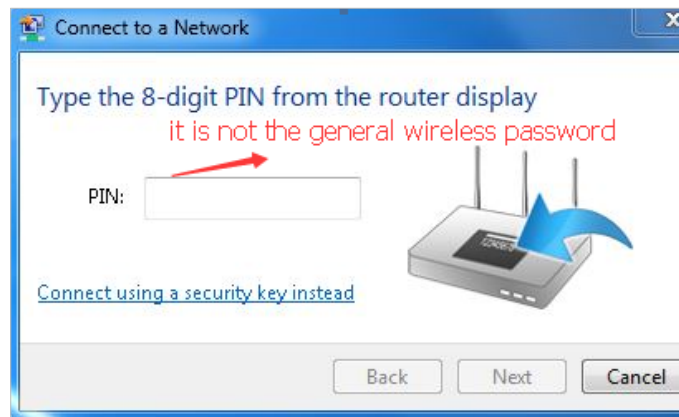 Connect to a Network
X
Type the 8-digit PIN from the router display
it is not the general wireless password
PIN:
12345678
Connect using a security key instead
Back
Next
Cancel